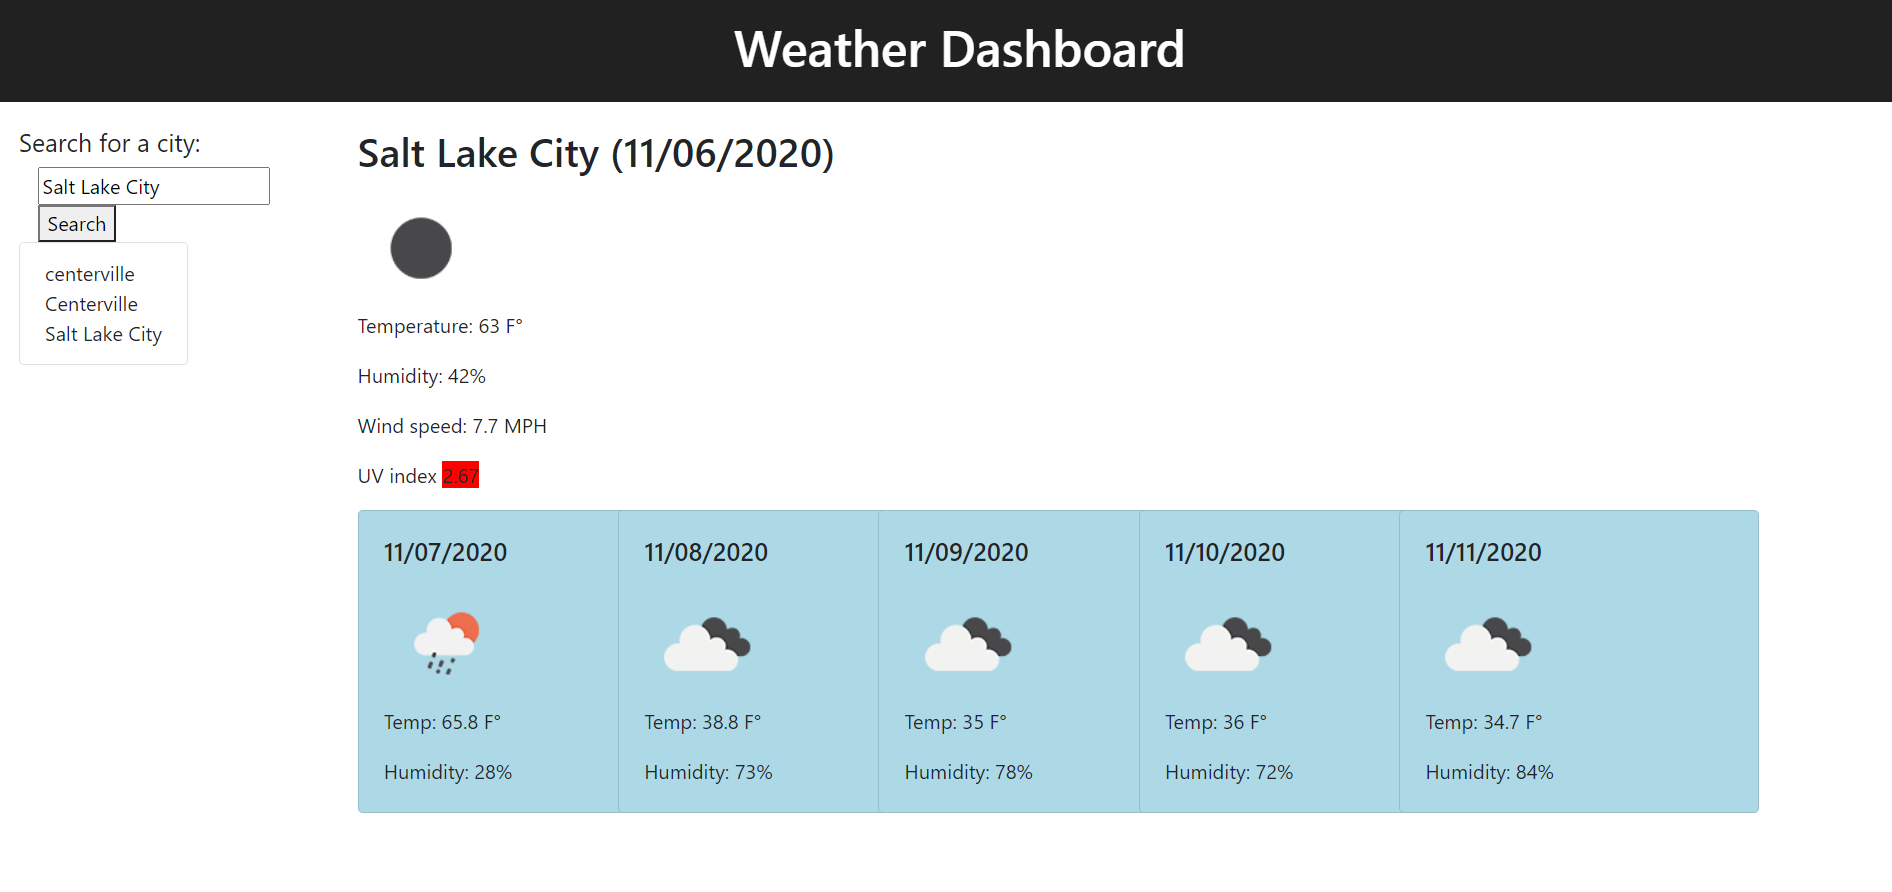 Weather Dashboard
Search for a city:
Salt Lake City
Search
centerville
Centerville
Salt Lake City
Salt Lake City (11/06/2020)
Temperature: 63 F°
Humidity: 42%
Wind speed: 7.7 MPH
UV index 2.67
11/07/2020
Temp: 65.8 F°
Humidity: 28%
11/08/2020
Temp: 38.8 F°
Humidity: 73%
11/09/2020
Temp: 35 F°
Humidity: 78%
11/10/2020
Temp: 36 F°
Humidity: 72%
11/11/2020
Temp: 34.7 F°
Humidity: 84%